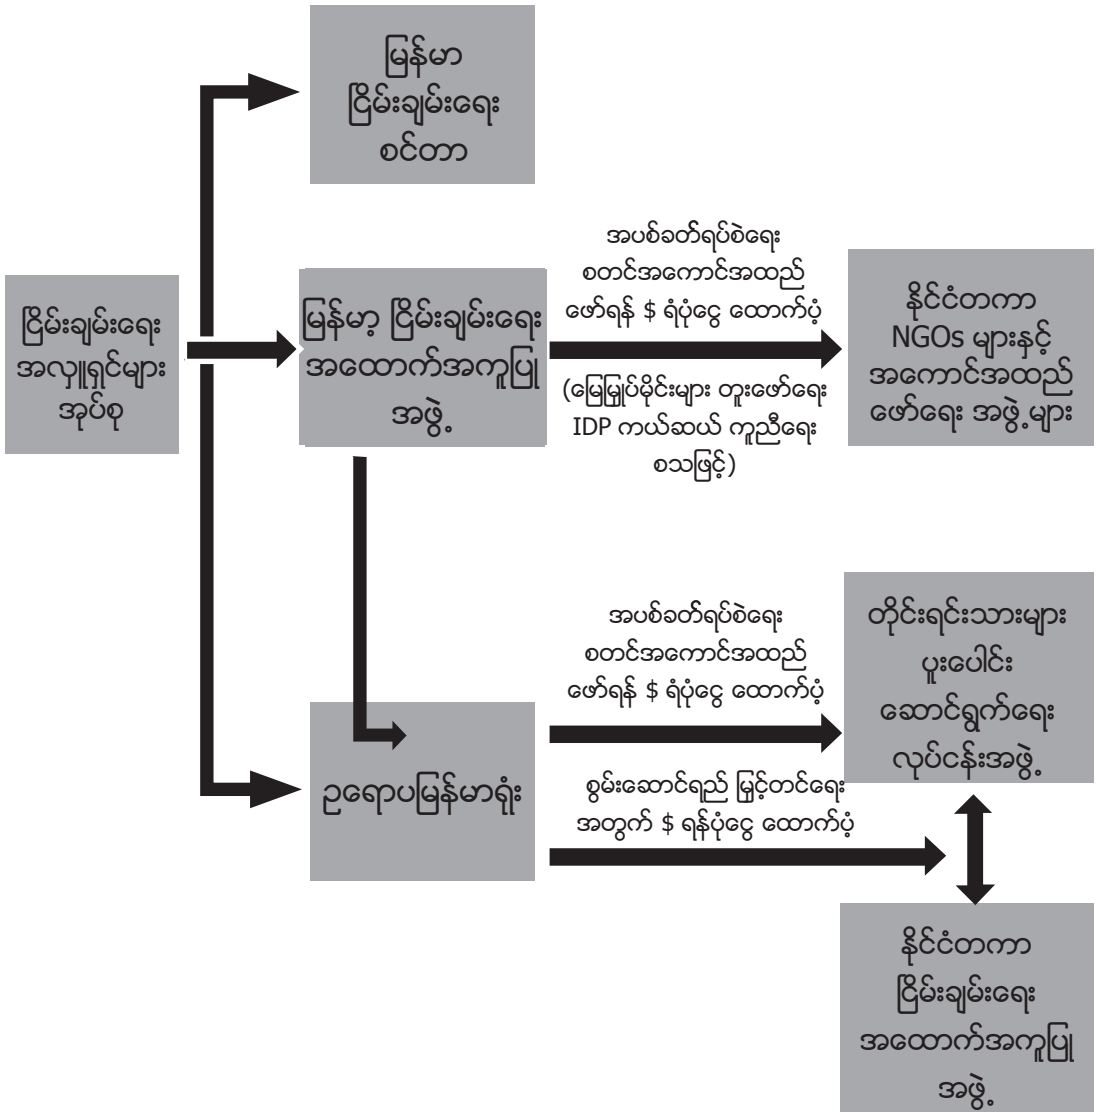 မြန်မာ
ငြိမ်းချမ်းရေး
စင်တာ
ငြိမ်းချမ်းရေး
အလှူရှင်များ
အုပ်စု
မြန်မာ့ ငြိမ်းချမ်းရေး
အထောက်အကူပြု
အဖွဲ့
အပစ်ခတ်ရပ်စဲရေး
စတင်အကောင်အထည်
ဖော်ရန် $ ရံပုံငွေ ထောက်ပံ့
(မြေမြှုပ်မိုင်းများ တူးဖော်ရေး
IDP ကယ်ဆယ် ကူညီရေး
စသဖြင့်)
နိုင်ငံတကာ
NGOs များနှင့်
အကောင်အထည်
ဖော်ရေး အဖွဲ့များ
ဥရောပမြန်မာရုံး
အပစ်ခတ်ရပ်စဲရေး
စတင်အကောင်အထည်
ဖော်ရန် $ ရံပုံငွေ ထောက်ပံ့
စွမ်းဆောင်ရည် မြှင့်တင်ရေး
အတွက် $ ရန်ပုံငွေ ထောက်ပံ့
တိုင်းရင်းသားများ
ပူးပေါင်း
ဆောင်ရွက်ရေး
လုပ်ငန်းအဖွဲ့
နိုင်ငံတကာ
ငြိမ်းချမ်းရေး
အထောက်အကူပြု
အဖွဲ့